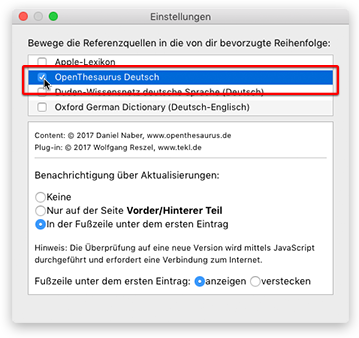 Einstellungen
Bewege die Referenzquellen in die von dir bevorzugte Reihenfolge:
Apple-Lexikon
OpenThesaurus Deutsch
Duden-Wissensnetz deutsche Sprache (Deutsch)
Oxford German Dictionary (Deutsch-Englisch)
Content: © 2017 Daniel Naber, www.openthesaurus.de
Plug-in: © 2017 Wolfgang Reszel, www.tekl.de
Benachrichtigung über Aktualisierungen:
Keine
Nur auf der Seite Vorder/Hinterer Teil
In der Fußzeile unter dem ersten Eintrag
Hinweis: Die Überprüfung auf eine neue Version wird mittels JavaScript
durchgeführt und erfordert eine Verbindung zum Internet.
Fußzeile unter dem ersten Eintrag: anzeigen verstecken